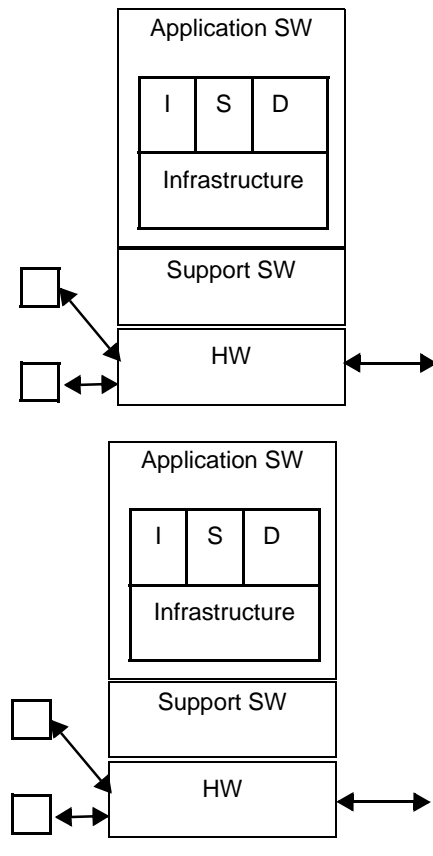 Application SW
I S D
Infrastructure
Support SW
HW
Application SW
I S D
Infrastructure
Support SW
HW